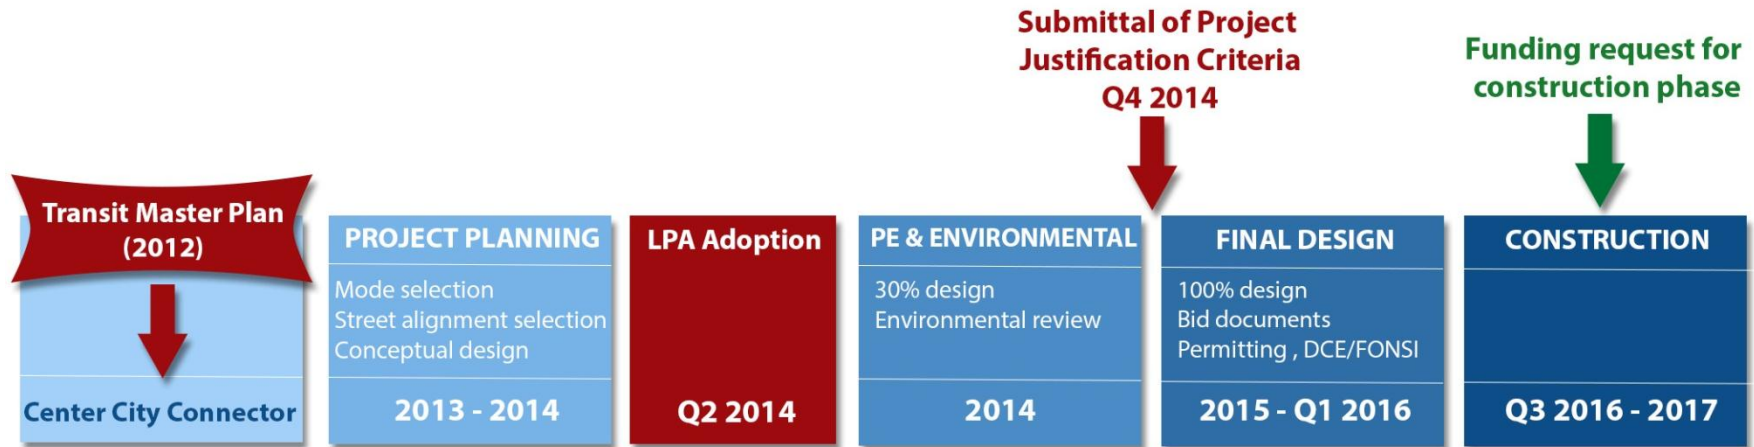 Submittal of Project
Justification Criteria
Q4 2014
Funding request for
construction phase
Transit Master Plan
(2012)
Center City Connector
PROJECT PLANNING
Mode selection
Street alignment selection
Conceptual design
2013 - 2014
LPA Adoption
Q2 2014
PE & ENVIRONMENTAL
30% design
Environmental review
2014
FINAL DESIGN
100% design
Bid documents
Permitting , DCE/FONSI
2015 - Q1 2016
CONSTRUCTION
Q3 2016 - 2017